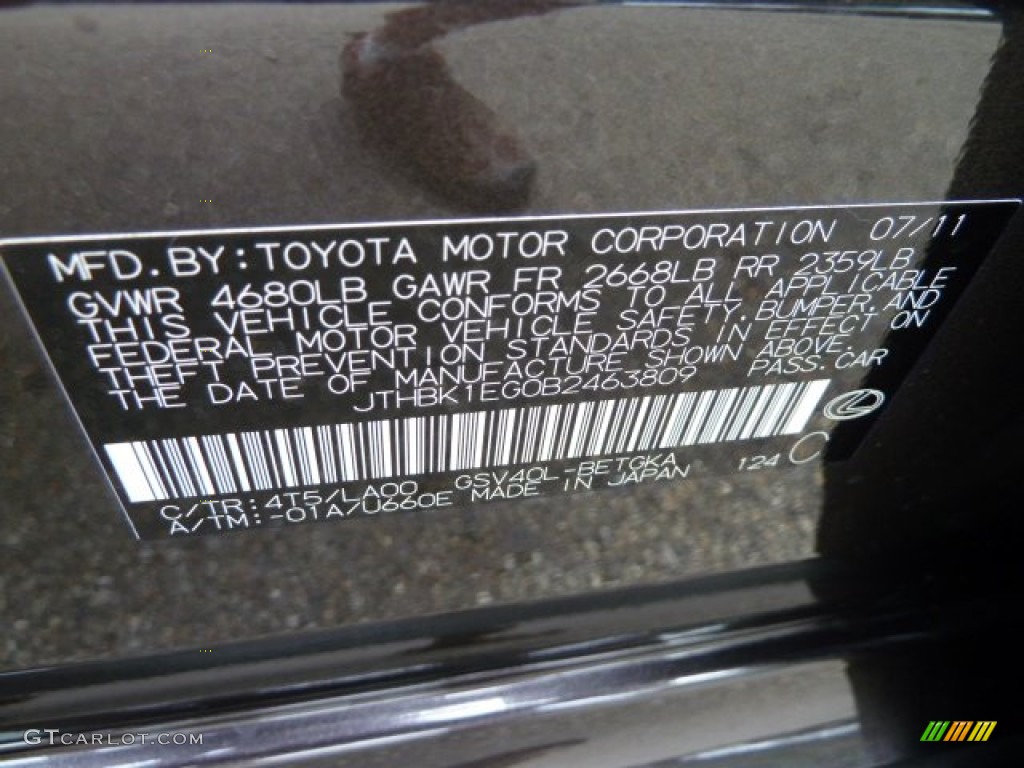 MFD. BY: TOYOTA MOTOR CORPORATION 07/11
GVWR 4680LB GAWR FR 2668LB RR 2359LB
THIS VEHICLE CONFORMS TO ALL APPLICABLE
FEDERAL MOTOR VEHICLE SAFETY, BUMPER, AND
THEFT PREVENTION STANDARDS IN EFFECT ON
THE DATE OF MANUFACTURE SHOWN ABOVE.
JTHBK1EG0B2463809 PASS.CAR
C/TR: 4T5/LA00 GSV40L-BETGKA 124 C
A/TM: -01A/U660E MADE IN JAPAN
GTCARLOT.COM